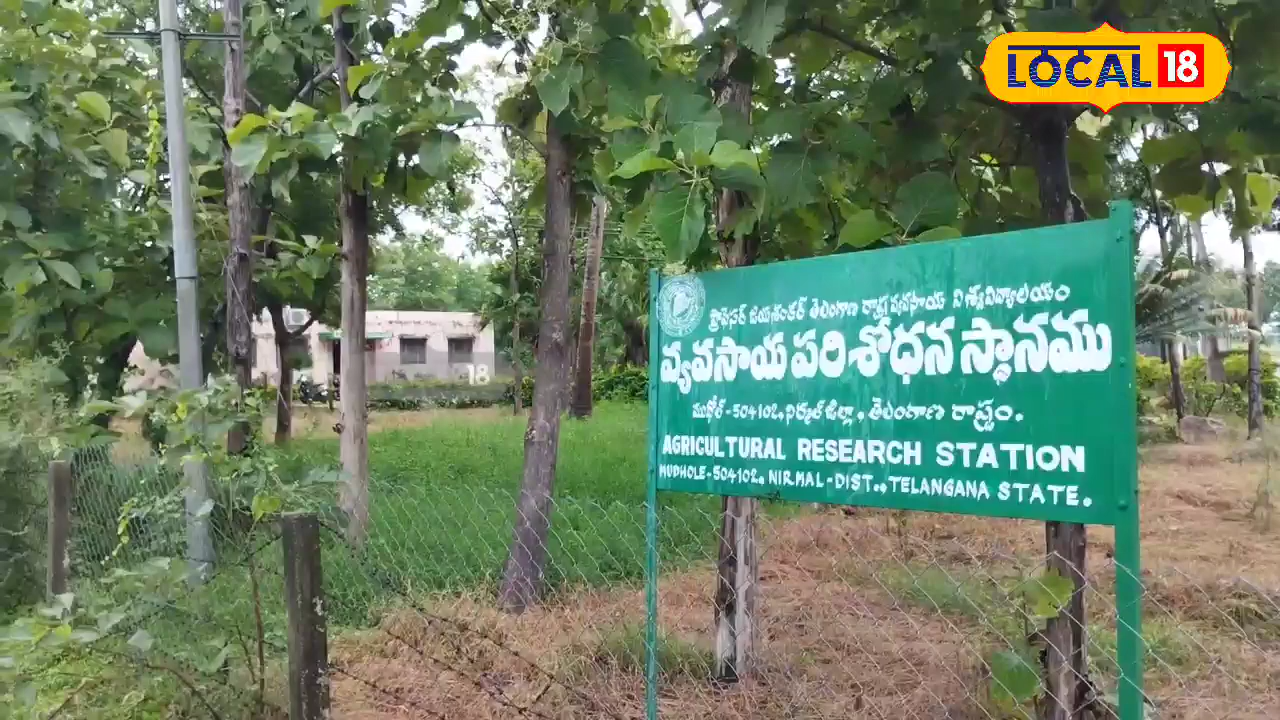 LOCAL 18
ప్రొఫెసర్ జయశంకర్ తెలంగాణ రాష్ట్ర వ్యవసాయ విశ్వవిద్యాలయం
వ్యవసాయ పరిశోధన స్థానము
ముథోల్-504102, నిర్మల్ జిల్లా, తెలంగాణ రాష్ట్రం.
AGRICULTURAL RESEARCH STATION
MUDHOLE-504102, NIRMAL-DIST., TELANGANA STATE.
18